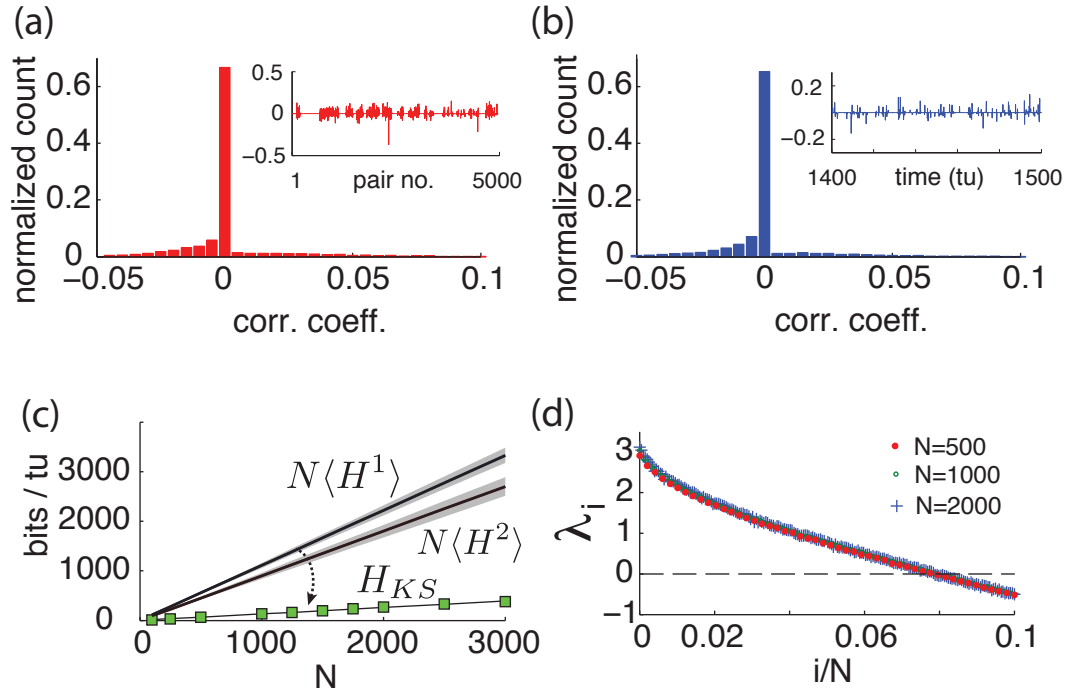 (a)
normalized count
0.6
0.4
0.2
0
−0.05
0
0.05
0.1
corr. coeff.
0.5
0
−0.5
1
pair no.
5000
(b)
normalized count
0.6
0.4
0.2
0
−0.05
0
0.05
0.1
corr. coeff.
0.2
−0.2
1400
time (tu)
1500
(c)
bits / tu
3000
2000
1000
0
0
1000
2000
3000
N
N⟨H¹⟩
N⟨H²⟩
H_{KS}
(d)
λ_i
3
2
1
0
−1
0
0.02
0.06
0.1
i/N
N=500
N=1000
N=2000